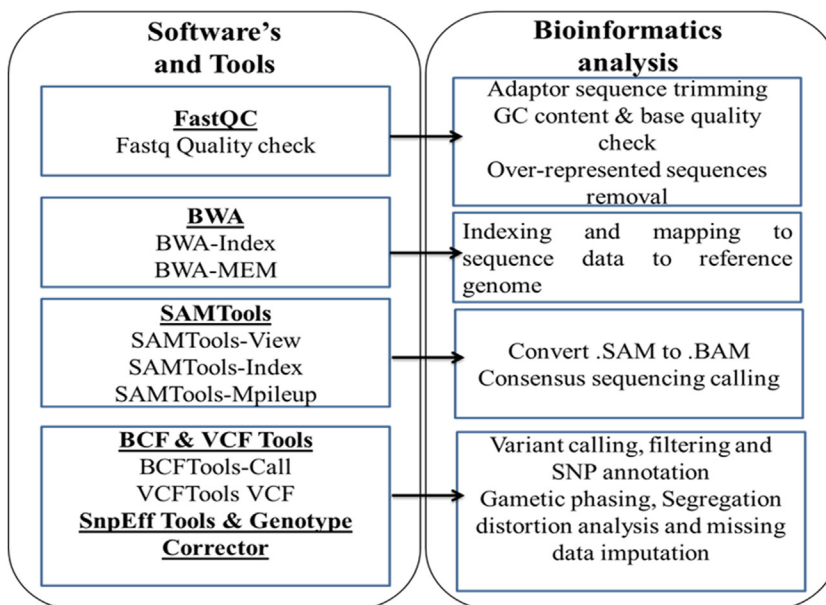 Software's
and Tools
FastQC
Fastq Quality check
BWA
BWA-Index
BWA-MEM
SAMTools
SAMTools-View
SAMTools-Index
SAMTools-Mpileup
BCF & VCF Tools
BCFTools-Call
VCFTools VCF
SnpEff Tools & Genotype
Corrector
Bioinformatics
analysis
Adaptor sequence trimming
GC content & base quality
check
Over-represented sequences
removal
Indexing and mapping to
sequence data to reference
genome
Convert .SAM to .BAM
Consensus sequencing calling
Variant calling, filtering and
SNP annotation
Gametic phasing, Segregation
distortion analysis and missing
data imputation